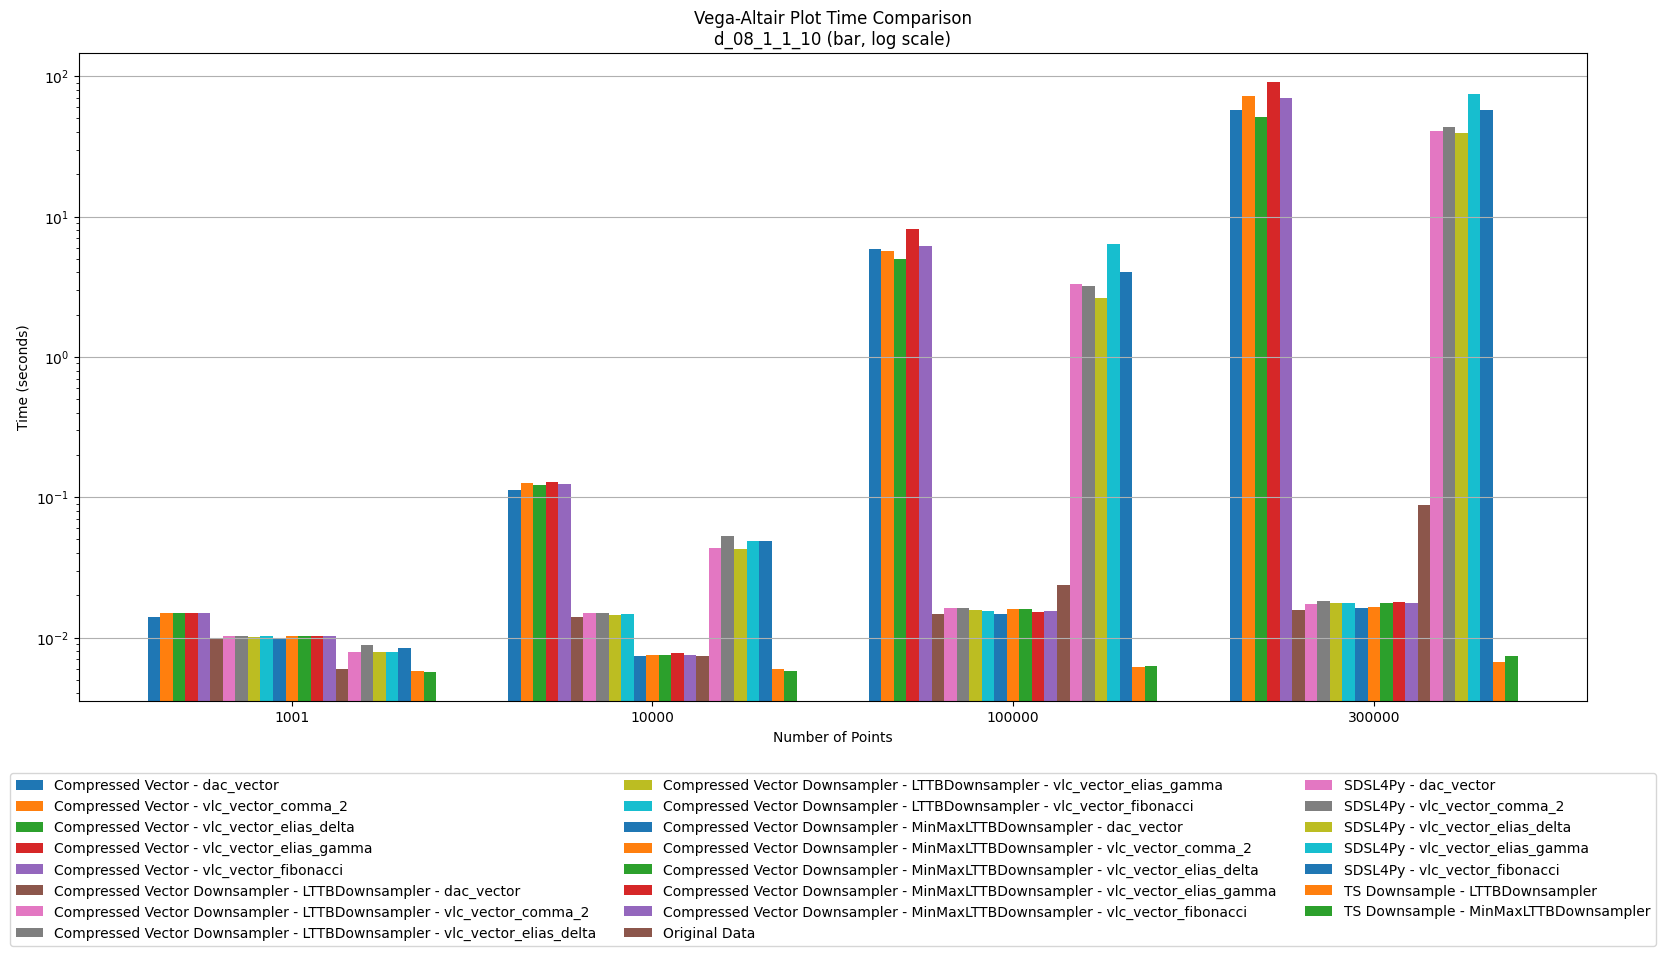 Vega-Altair Plot Time Comparison
d_08_1_1_10 (bar, log scale)
Time (seconds)
10²
10¹
10⁰
10⁻¹
10⁻²
1001 10000 100000 300000
Number of Points
Compressed Vector - dac_vector
Compressed Vector - vlc_vector_comma_2
Compressed Vector - vlc_vector_elias_delta
Compressed Vector - vlc_vector_elias_gamma
Compressed Vector - vlc_vector_fibonacci
Compressed Vector Downsampler - LTTBDownsampler - dac_vector
Compressed Vector Downsampler - LTTBDownsampler - vlc_vector_comma_2
Compressed Vector Downsampler - LTTBDownsampler - vlc_vector_elias_delta
Compressed Vector Downsampler - LTTBDownsampler - vlc_vector_elias_gamma
Compressed Vector Downsampler - LTTBDownsampler - vlc_vector_fibonacci
Compressed Vector Downsampler - MinMaxLTTBDownsampler - dac_vector
Compressed Vector Downsampler - MinMaxLTTBDownsampler - vlc_vector_comma_2
Compressed Vector Downsampler - MinMaxLTTBDownsampler - vlc_vector_elias_delta
Compressed Vector Downsampler - MinMaxLTTBDownsampler - vlc_vector_elias_gamma
Compressed Vector Downsampler - MinMaxLTTBDownsampler - vlc_vector_fibonacci
Original Data
SDSL4Py - dac_vector
SDSL4Py - vlc_vector_comma_2
SDSL4Py - vlc_vector_elias_delta
SDSL4Py - vlc_vector_elias_gamma
SDSL4Py - vlc_vector_fibonacci
TS Downsample - LTTBDownsampler
TS Downsample - MinMaxLTTBDownsampler